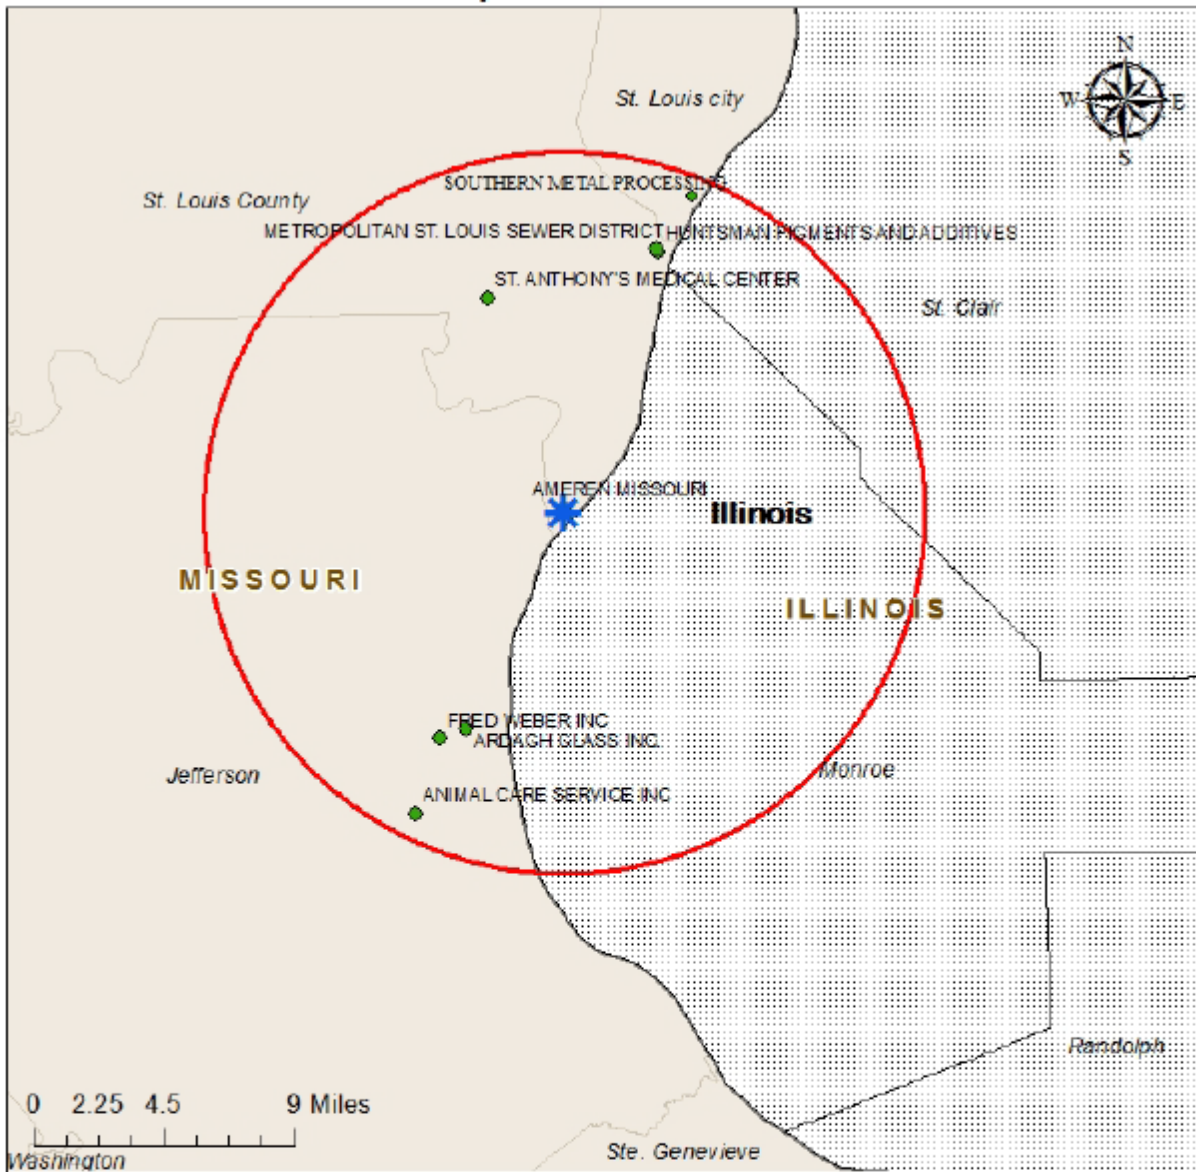 N
St. Louis city
W E
S
SOUTHERN METAL PROCESSING
St. Louis County
METROPOLITAN ST. LOUIS SEWER DISTRICT HUNTSMAN PIGMENTS AND ADDITIVES
ST. ANTHONY'S MEDICAL CENTER
St. Clair
AMEREN MISSOURI
Illinois
MISSOURI
ILLINOIS
FRED WEBER INC
ARDAGH GLASS INC.
Jefferson
Monroe
ANIMAL CARE SERVICE INC
Randolph
0 2.25 4.5 9 Miles
Ste. Genevieve
Washington